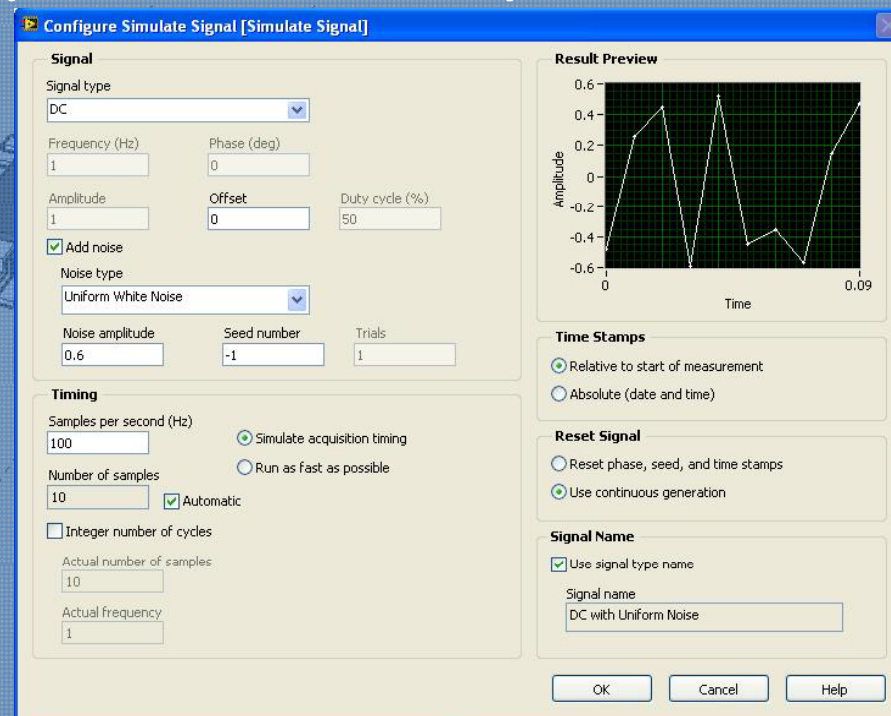 Configure Simulate Signal [Simulate Signal]
Signal
Signal type
DC
Frequency (Hz) Phase (deg)
1 0
Amplitude Offset Duty cycle (%)
1 0 50
Add noise
Noise type
Uniform White Noise
Noise amplitude Seed number Trials
0.6 -1 1
Timing
Samples per second (Hz)
100
Simulate acquisition timing
Run as fast as possible
Number of samples
10 Automatic
Integer number of cycles
Actual number of samples
10
Actual frequency
1
Result Preview
0.6
0.4
0.2
0
-0.2
-0.4
-0.6
Amplitude
0 0.09
Time
Time Stamps
Relative to start of measurement
Absolute (date and time)
Reset Signal
Reset phase, seed, and time stamps
Use continuous generation
Signal Name
Use signal type name
Signal name
DC with Uniform Noise
OK Cancel Help